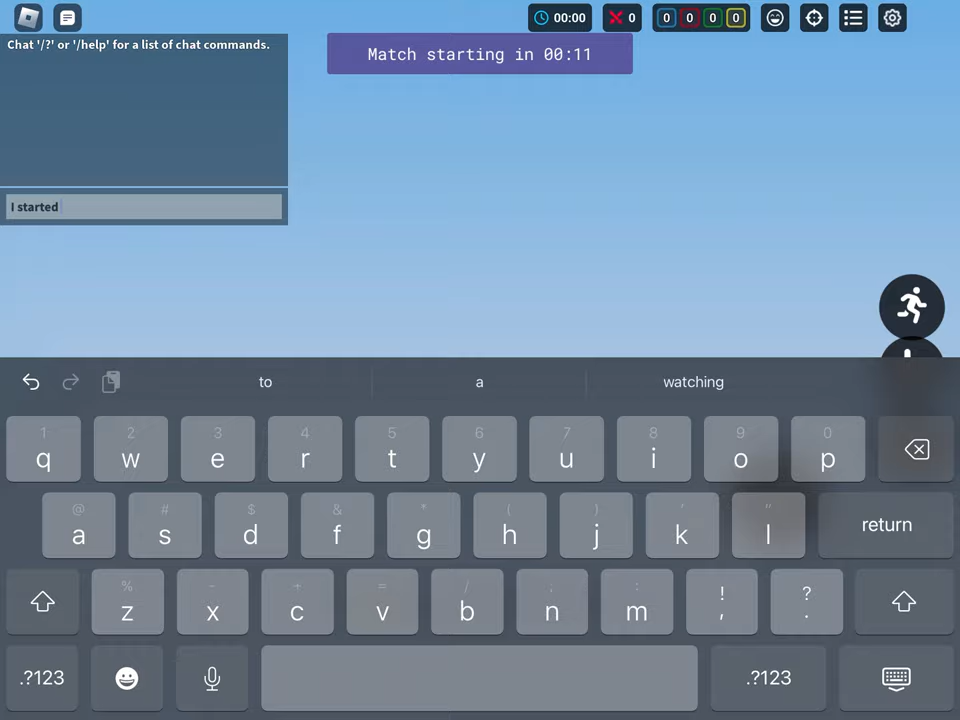 00:00
0
0 0 0 0
Chat '/?' or '/help' for a list of chat commands.
Match starting in 00:11
I started
to a watching
1 2 3 4 5 6 7 8 9 0
q w e r t y u i o p
@ # $ & * ( ) ' "
a s d f g h j k l return
% - + = / ; : ! ?
z x c v b n m , .
.?123 .?123